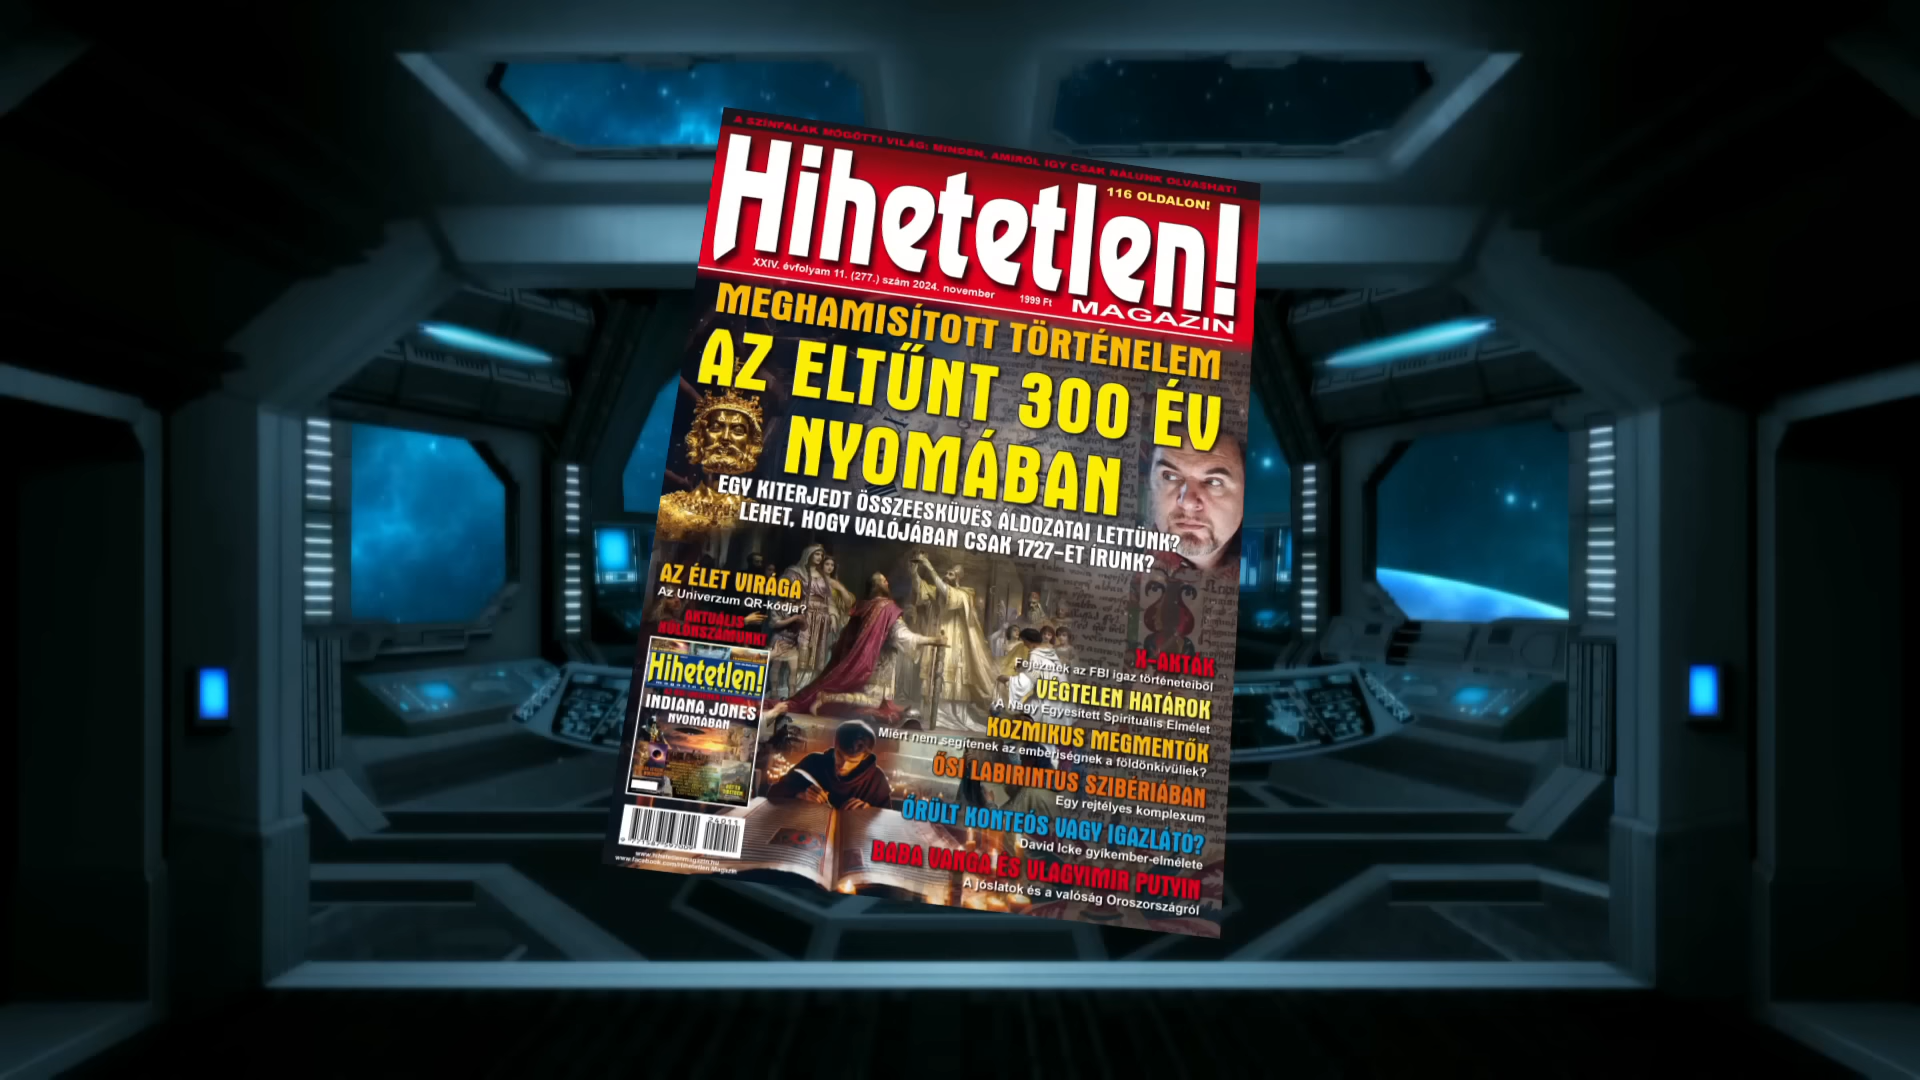 A SZÍNFALAK MÖGÖTTI VILÁG: MINDEN, AMIRŐL ÍGY CSAK NÁLUNK OLVASHAT!
116 OLDALON!
Hihetetlen!
MAGAZIN
XXIV. évfolyam 11. (277.) szám 2024. november
1999 Ft
MEGHAMISÍTOTT TÖRTÉNELEM
AZ ELTŰNT 300 ÉV
NYOMÁBAN
EGY KITERJEDT ÖSSZEESKÜVÉS ÁLDOZATAI LETTÜNK?
LEHET, HOGY VALÓJÁBAN CSAK 1727-ET ÍRUNK?
AZ ÉLET VIRÁGA
Az Univerzum QR-kódja?
AKTUÁLIS
KÜLÖNSZÁMUNK!
Hihetetlen!
INDIANA JONES
NYOMÁBAN
X-AKTÁK
Fejezetek az FBI igaz történeteiből
VÉGTELEN HATÁROK
A Nagy Egyesített Spirituális Elmélet
KOZMIKUS MEGMENTŐK
Miért nem segítenek az emberiségnek a földönkívüliek?
ŐSI LABIRINTUS SZIBÉRIÁBAN
Egy rejtélyes komplexum
ŐRÜLT KONTEÓS VAGY IGAZLÁTÓ?
David Icke gyíkember-elmélete
BABA VANGA ÉS VLAGYIMIR PUTYIN
A jóslatok és a valóság Oroszországról
24011
www.hihetetlenmagazin.hu